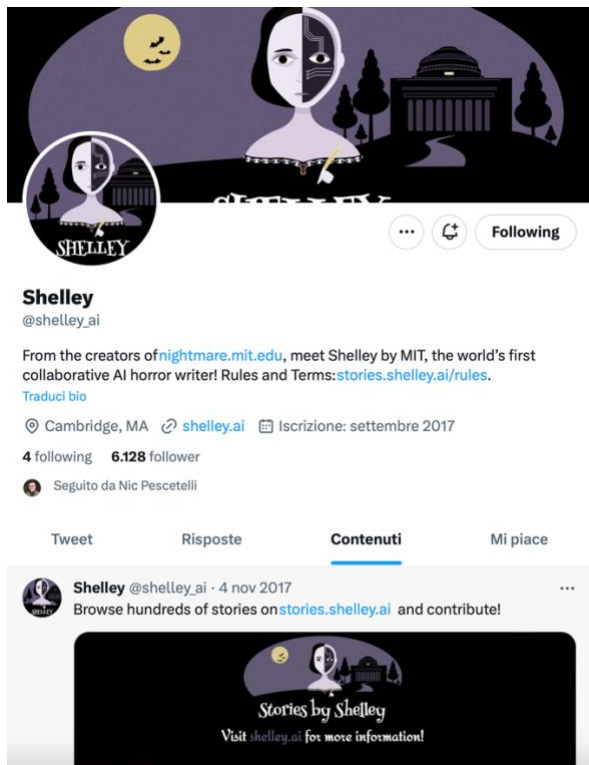 SHELLEY
SHELLEY
Following
Shelley
@shelley_ai
From the creators of nightmare.mit.edu, meet Shelley by MIT, the world's first
collaborative AI horror writer! Rules and Terms: stories.shelley.ai/rules.
Traduci bio
Cambridge, MA shelley.ai Iscrizione: settembre 2017
4 following 6.128 follower
Seguito da Nic Pescetelli
Tweet Risposte Contenuti Mi piace
Shelley @shelley_ai · 4 nov 2017
Browse hundreds of stories on stories.shelley.ai and contribute!
SHELLEY
Stories by Shelley
Visit shelley.ai for more information!